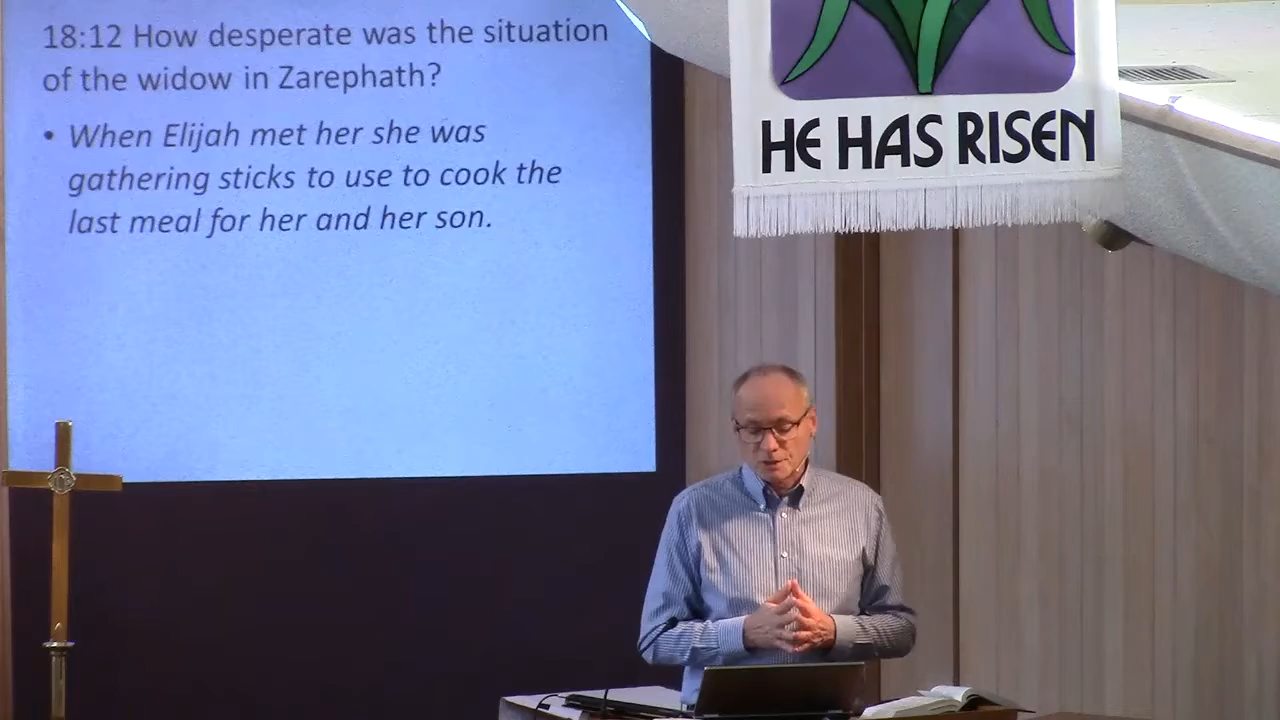 18:12 How desperate was the situation
of the widow in Zarephath?
• When Elijah met her she was
gathering sticks to use to cook the
last meal for her and her son.
HE HAS RISEN